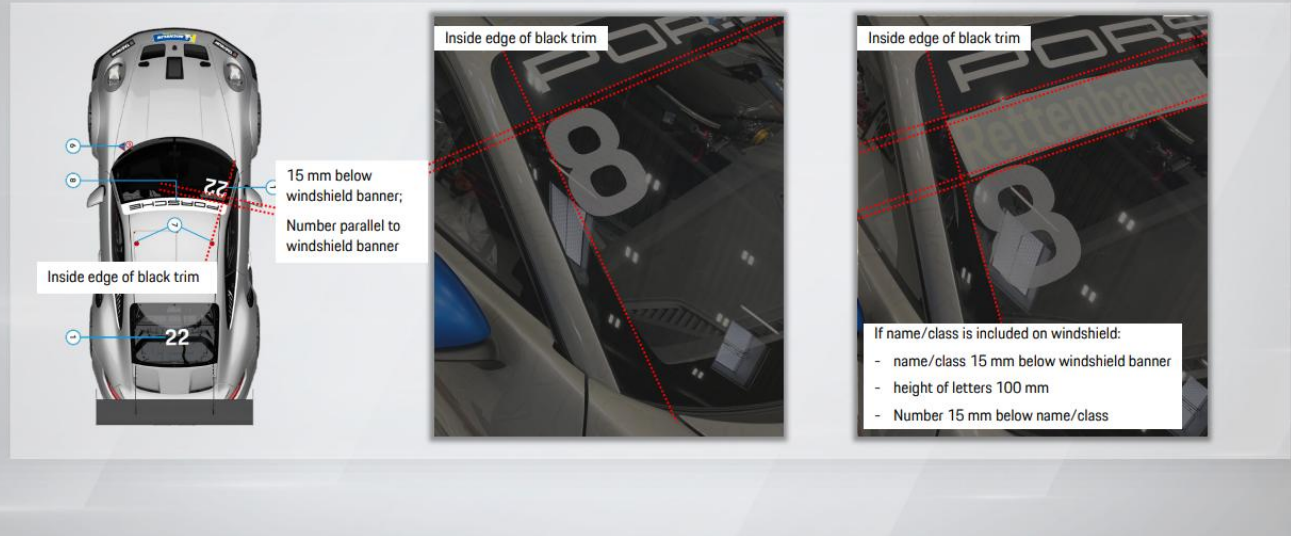 Inside edge of black trim
PORS
Inside edge of black trim
PORS
Rettenbacher
15 mm below
windshield banner;
Number parallel to
windshield banner
22
PORSCHE
8
8
6
8
7
Inside edge of black trim
22
If name/class is included on windshield:
- name/class 15 mm below windshield banner
- height of letters 100 mm
- Number 15 mm below name/class